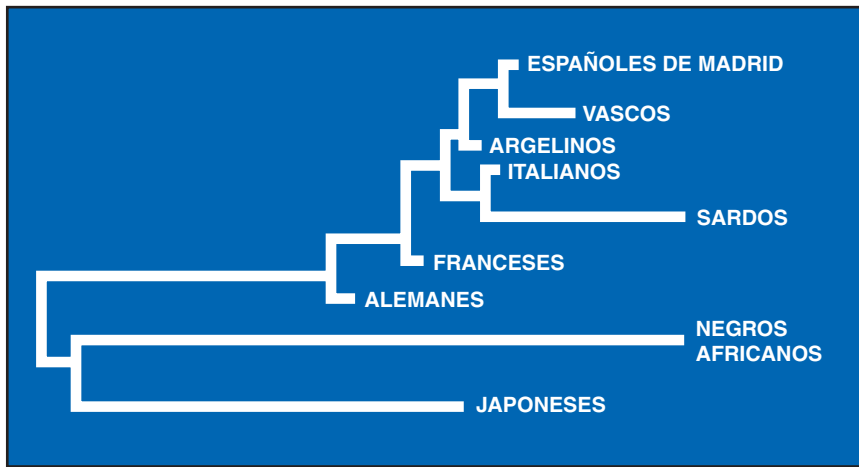 ESPAÑOLES DE MADRID
VASCOS
ARGELINOS
ITALIANOS
SARDOS
FRANCESES
ALEMANES
NEGROS
AFRICANOS
JAPONESES